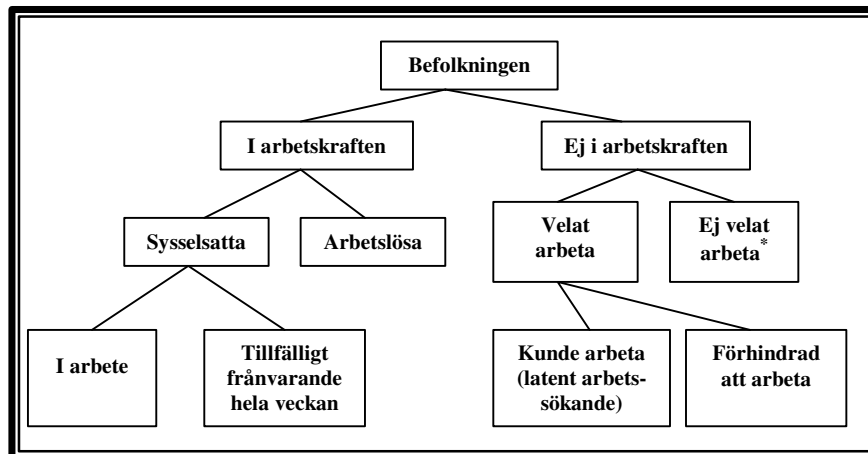 Befolkningen
I arbetskraften
Ej i arbetskraften
Sysselsatta
Arbetslösa
Velat
arbeta
Ej velat
arbeta*
I arbete
Tillfälligt
frånvarande
hela veckan
Kunde arbeta
(latent arbets-
sökande)
Förhindrad
att arbeta